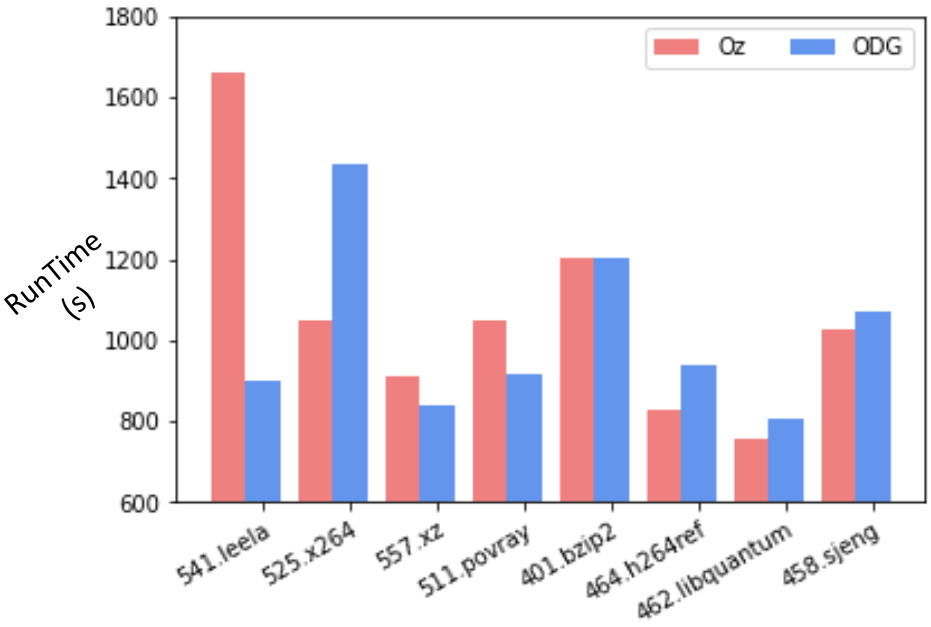 1800
1600
1400
1200
1000
800
600
RunTime
(s)
Oz
ODG
541.leela
525.x264
557.xz
511.povray
401.bzip2
464.h264ref
462.libquantum
458.sjeng